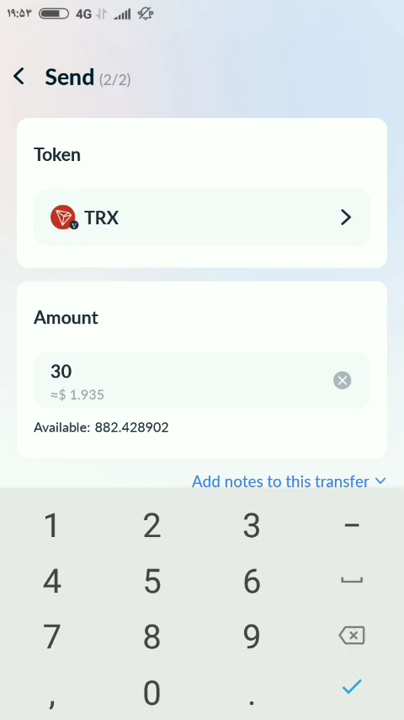 ۱۹:۵۳ 4G
Send (2/2)
Token
TRX
Amount
30
≈$ 1.935
Available: 882.428902
Add notes to this transfer
1 2 3 –
4 5 6
7 8 9
, 0 .